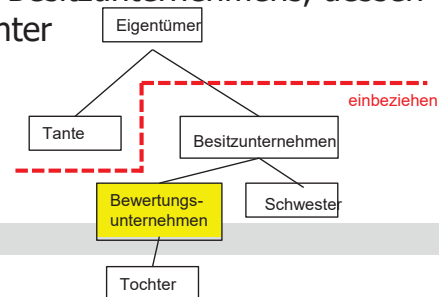 Besitzunternehmens, dessen
nter
Eigentümer
einbeziehen
Tante
Besitzunternehmen
Bewertungs-
unternehmen
Schwester
Tochter